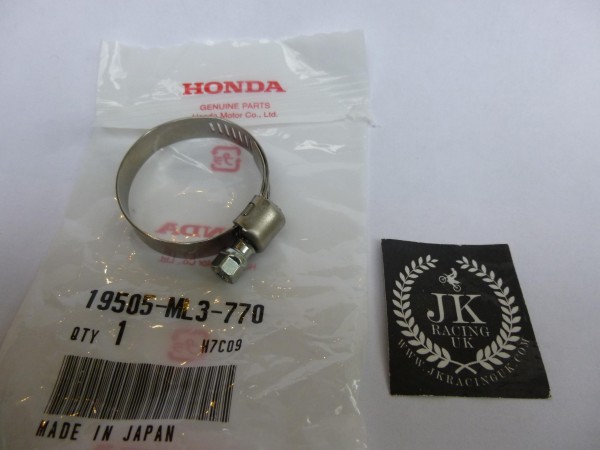 HONDA
GENUINE PARTS
Honda Motor Co., Ltd.
19505-ML3-770
QTY 1 H7C09
MADE IN JAPAN
JK
RACING
UK
WWW.JKRACINGUK.COM